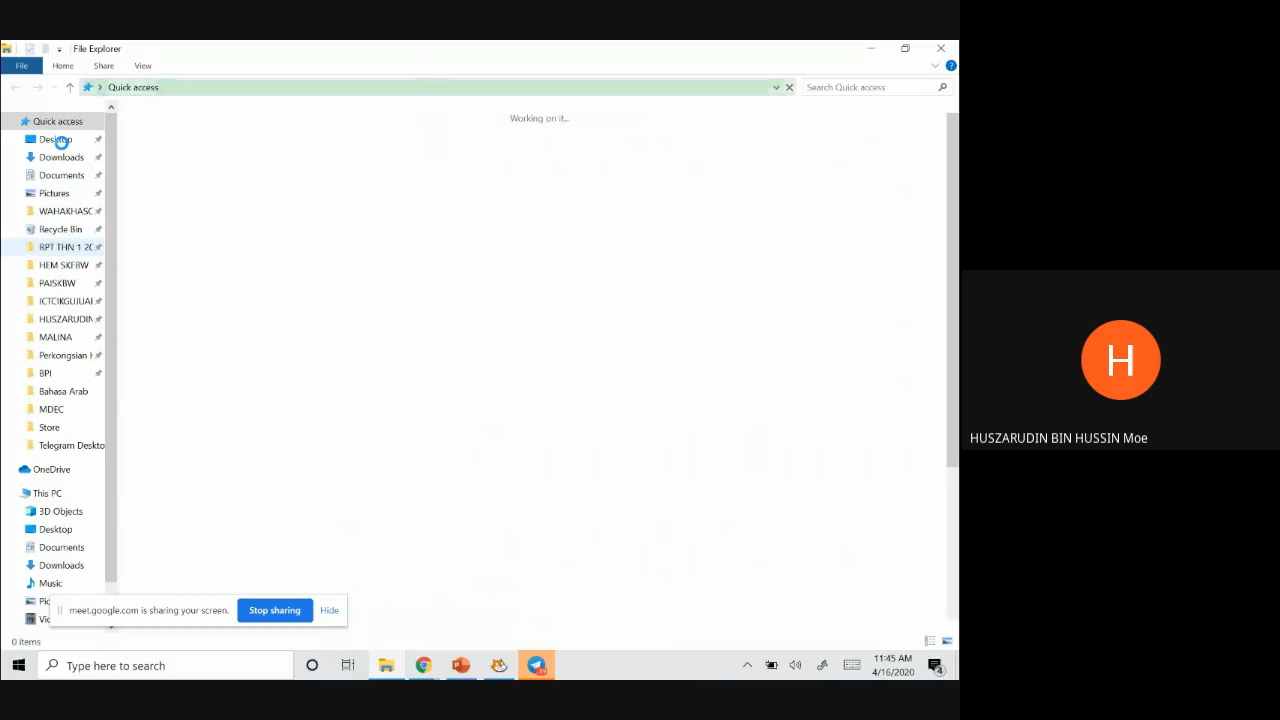 File Explorer
File Home Share View
Quick access
Search Quick access
Working on it...
Quick access
Desktop
Downloads
Documents
Pictures
WAHAKHASC
Recycle Bin
RPT THN 1 20
HEM SKFBW
PAISKBW
ICTCIKGUJUAI
HUSZARUDIN
MALINA
Perkongsian
BPI
Bahasa Arab
MDEC
Store
Telegram Deskto
OneDrive
This PC
3D Objects
Desktop
Documents
Downloads
Music
Pic
meet.google.com is sharing your screen. Stop sharing Hide
0 items
Type here to search
11:45 AM
4/16/2020
4
H
HUSZARUDIN BIN HUSSIN Moe